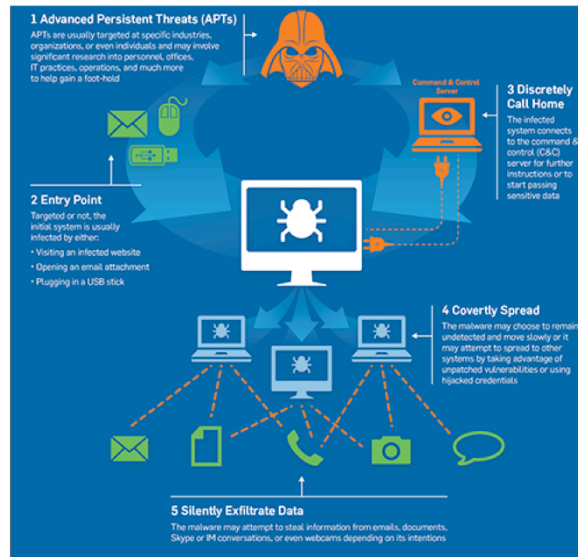 1 Advanced Persistent Threats (APTs)
APTs are usually targeted at specific industries,
organizations, or even individuals and may involve
significant research into personnel, offices,
IT practices, operations, and much more
to help gain a foot-hold
Command & Control
Server
3 Discretely
Call Home
The infected
system connects
to the command &
control (C&C)
server for further
instructions or to
start passing
sensitive data
2 Entry Point
Targeted or not, the
initial system is usually
infected by either:
• Visiting an infected website
• Opening an email attachment
• Plugging in a USB stick
4 Covertly Spread
The malware may choose to remain
undetected and move slowly or it
may attempt to spread to other
systems by taking advantage of
unpatched vulnerabilities or using
hijacked credentials
5 Silently Exfiltrate Data
The malware may attempt to steal information from emails, documents,
Skype or IM conversations, or even webcams depending on its intentions